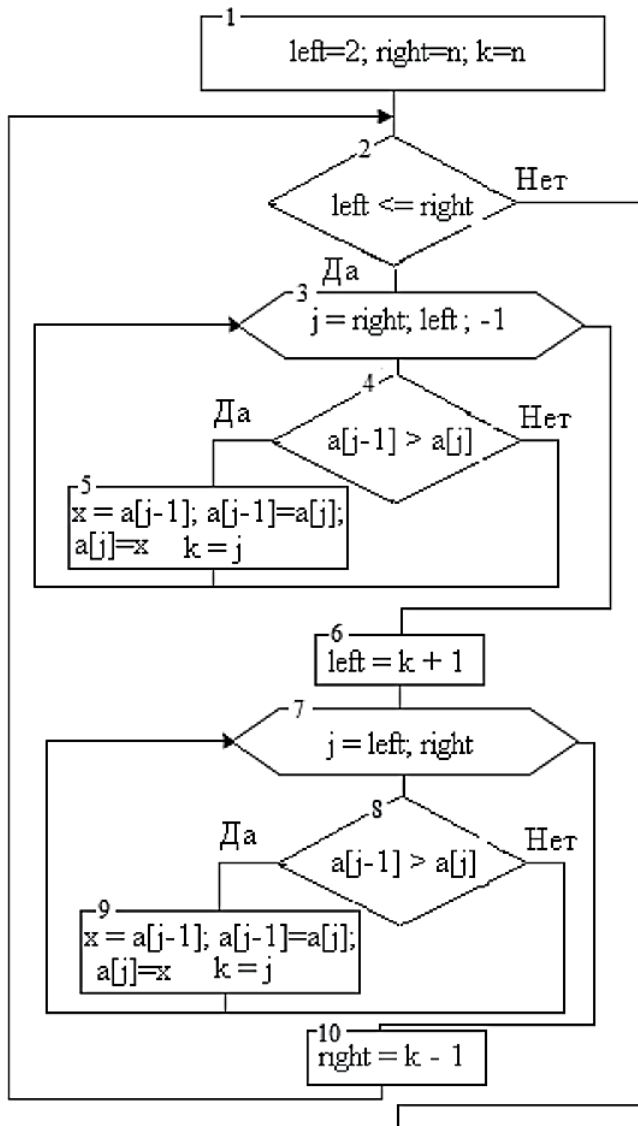 1
left=2; right=n; k=n
2
Нет
left <= right
Да
3
j = right; left ; -1
4
Да
Нет
a[j-1] > a[j]
5
x = a[j-1]; a[j-1]=a[j];
a[j]=x k = j
6
left = k + 1
7
j = left; right
8
Да
Нет
a[j-1] > a[j]
9
x = a[j-1]; a[j-1]=a[j];
a[j]=x k = j
10
right = k - 1